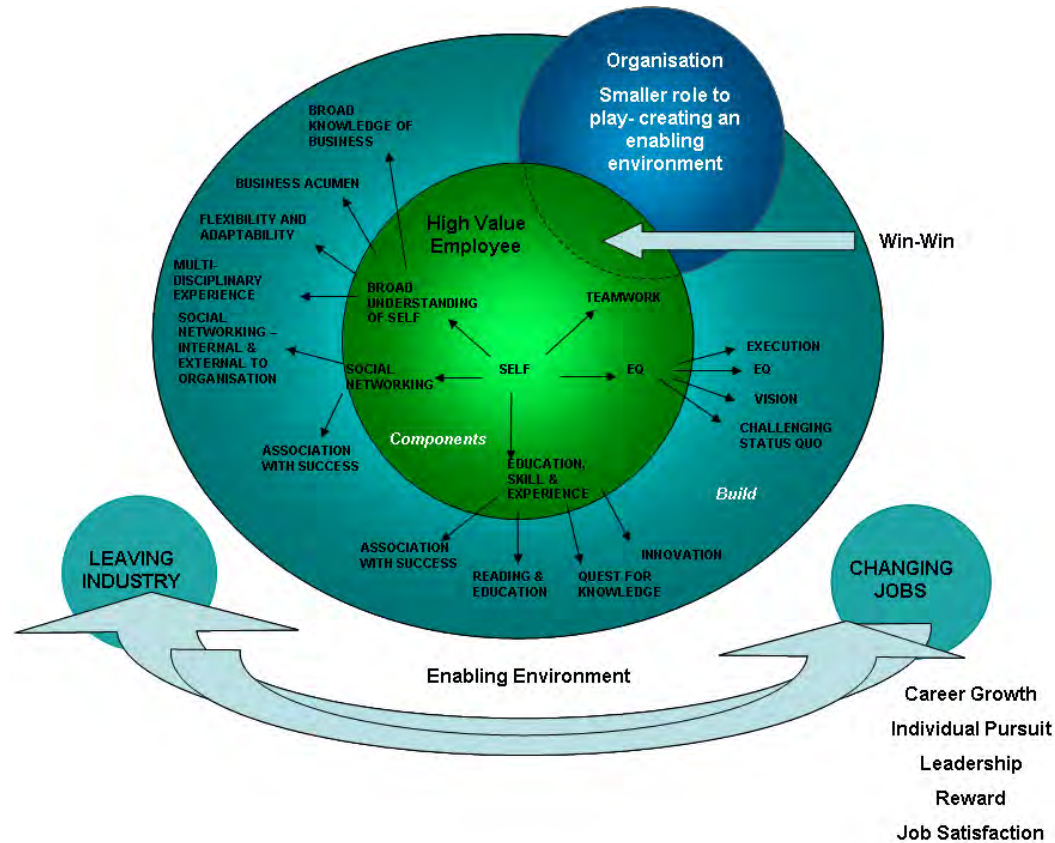 Organisation
Smaller role to
play- creating an
enabling
environment
BROAD
KNOWLEDGE OF
BUSINESS
BUSINESS ACUMEN
FLEXIBILITY AND
ADAPTABILITY
MULTI-
DISCIPLINARY
EXPERIENCE
SOCIAL
NETWORKING –
INTERNAL &
EXTERNAL TO
ORGANISATION
ASSOCIATION
WITH SUCCESS
High Value
Employee
BROAD
UNDERSTANDING
OF SELF
TEAMWORK
Win-Win
SELF
EQ
SOCIAL
NETWORKING
Components
EDUCATION,
SKILL &
EXPERIENCE
EXECUTION
EQ
VISION
CHALLENGING
STATUS QUO
Build
ASSOCIATION
WITH SUCCESS
READING &
EDUCATION
QUEST FOR
KNOWLEDGE
INNOVATION
LEAVING
INDUSTRY
CHANGING
JOBS
Enabling Environment
Career Growth
Individual Pursuit
Leadership
Reward
Job Satisfaction